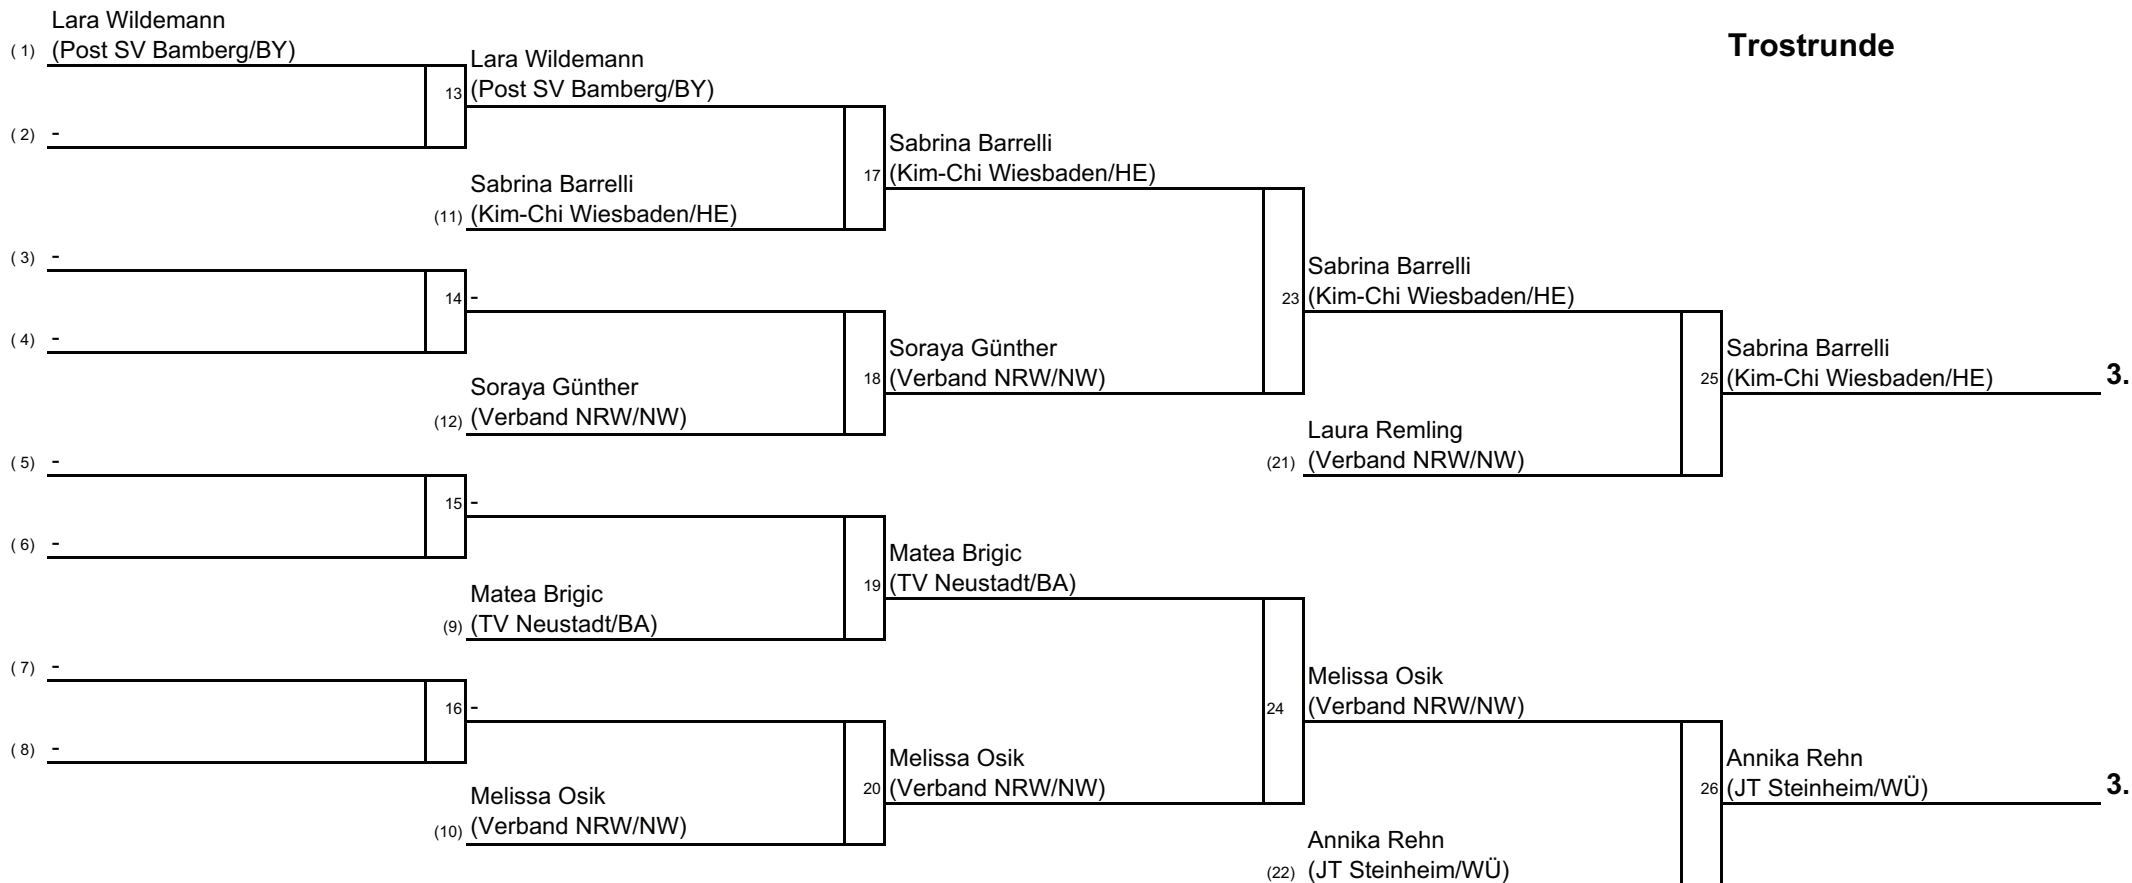 Trostrunde
Lara Wildemann
( 1) (Post SV Bamberg/BY)
( 2) -
13
Lara Wildemann
(Post SV Bamberg/BY)
Sabrina Barrelli
(11) (Kim-Chi Wiesbaden/HE)
17
Sabrina Barrelli
(Kim-Chi Wiesbaden/HE)
( 3) -
( 4) -
14 -
Soraya Günther
(12) (Verband NRW/NW)
18
Soraya Günther
(Verband NRW/NW)
23
Sabrina Barrelli
(Kim-Chi Wiesbaden/HE)
Laura Remling
(21) (Verband NRW/NW)
25
Sabrina Barrelli
(Kim-Chi Wiesbaden/HE)
3.
( 5) -
( 6) -
15 -
Matea Brigic
(9) (TV Neustadt/BA)
19
Matea Brigic
(TV Neustadt/BA)
( 7) -
( 8) -
16 -
Melissa Osik
(10) (Verband NRW/NW)
20
Melissa Osik
(Verband NRW/NW)
24
Melissa Osik
(Verband NRW/NW)
Annika Rehn
(22) (JT Steinheim/WÜ)
26
Annika Rehn
(JT Steinheim/WÜ)
3.